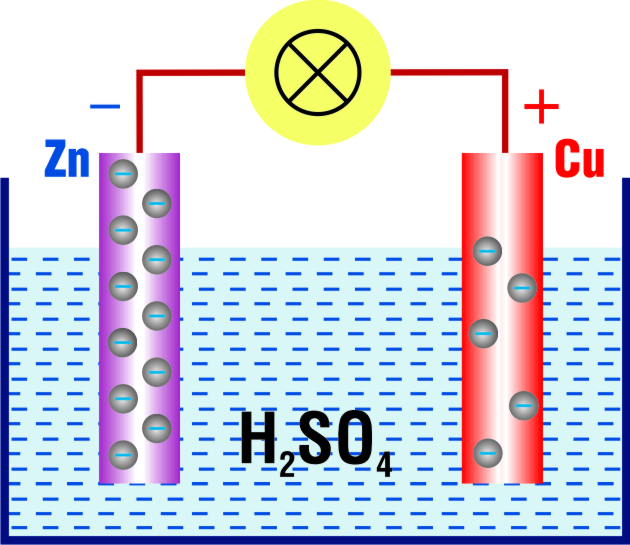 − +
Zn Cu
H₂SO₄